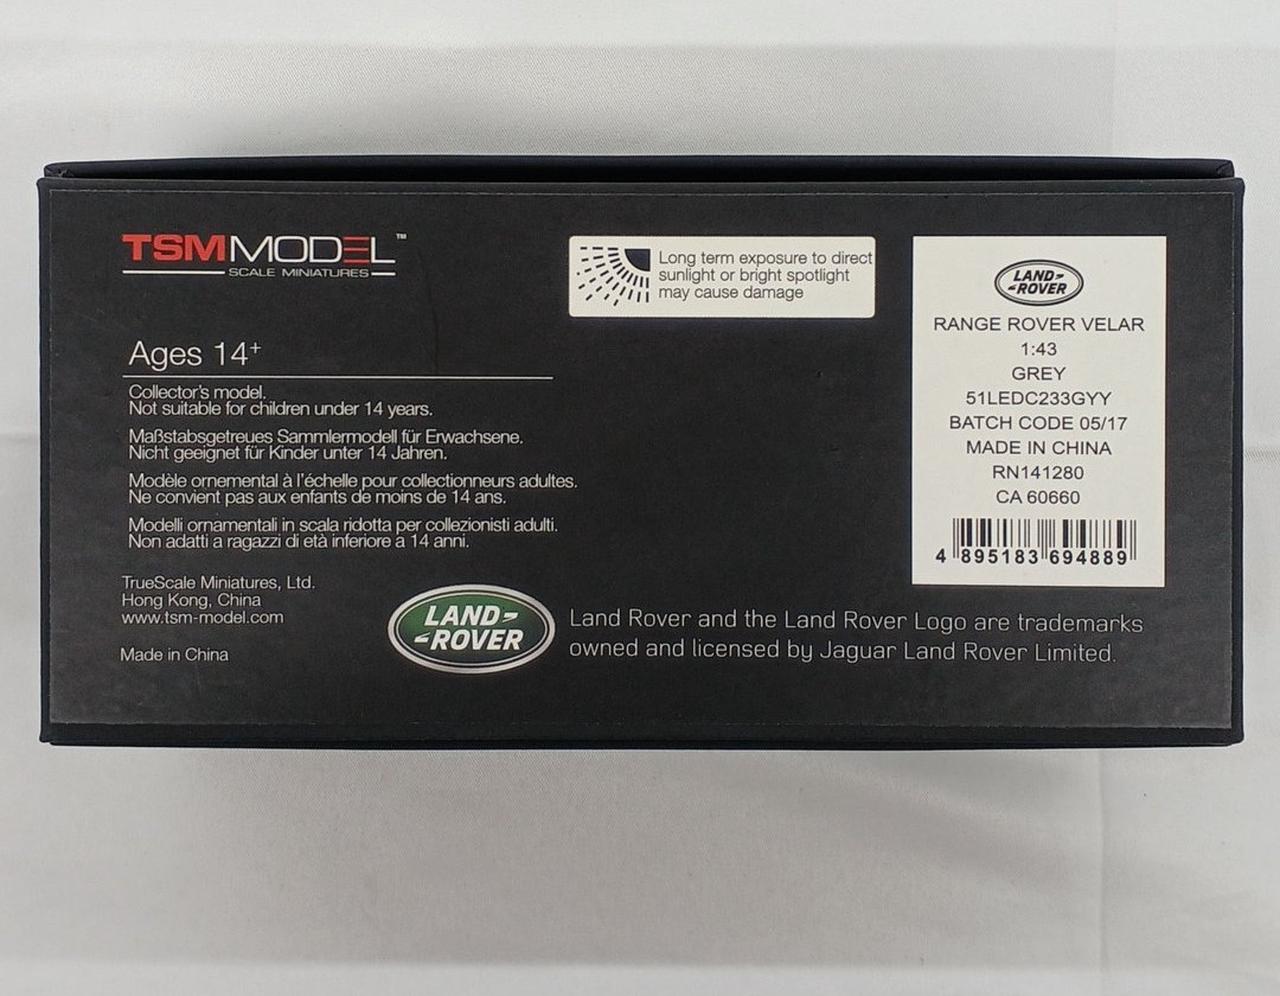 TSMMODEL™
SCALE MINIATURES
Ages 14+
Collector's model.
Not suitable for children under 14 years.
Maßstabsgetreues Sammlermodell für Erwachsene.
Nicht geeignet für Kinder unter 14 Jahren.
Modèle ornemental à l'échelle pour collectionneurs adultes.
Ne convient pas aux enfants de moins de 14 ans.
Modelli ornamentali in scala ridotta per collezionisti adulti.
Non adatti a ragazzi di età inferiore a 14 anni.
TrueScale Miniatures, Ltd.
Hong Kong, China
www.tsm-model.com
Made in China
LAND-
-ROVER
Land Rover and the Land Rover Logo are trademarks
owned and licensed by Jaguar Land Rover Limited.
Long term exposure to direct
sunlight or bright spotlight
may cause damage
LAND-
-ROVER
RANGE ROVER VELAR
1:43
GREY
51LEDC233GYY
BATCH CODE 05/17
MADE IN CHINA
RN141280
CA 60660
4 895183 694889